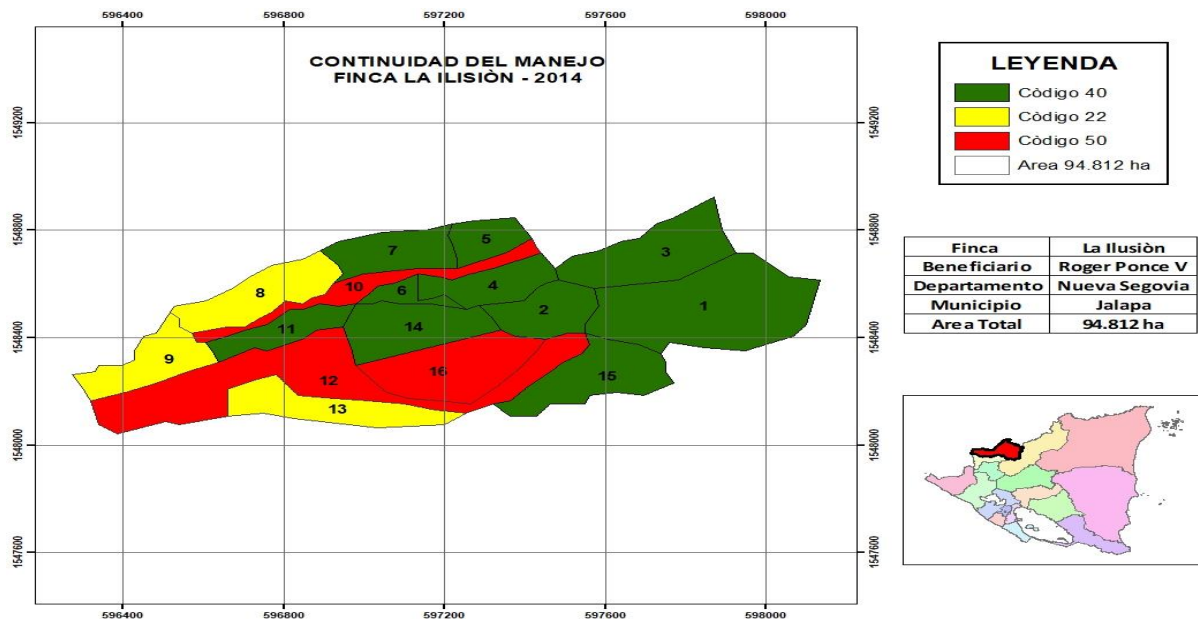 596400 596800 597200 597600 598000
CONTINUIDAD DEL MANEJO
FINCA LA ILISIÒN - 2014
1549200
1548800
1548400
1548000
1547600
1549200
1548800
1548400
1548000
1547600
5
7
3
8
10
6
4
1
2
11
14
9
12
16
15
13
596400 596800 597200 597600 598000
LEYENDA
Còdigo 40
Còdigo 22
Còdigo 50
Area 94.812 ha
Finca La Ilusiòn
Beneficiario Roger Ponce V
Departamento Nueva Segovia
Municipio Jalapa
Area Total 94.812 ha